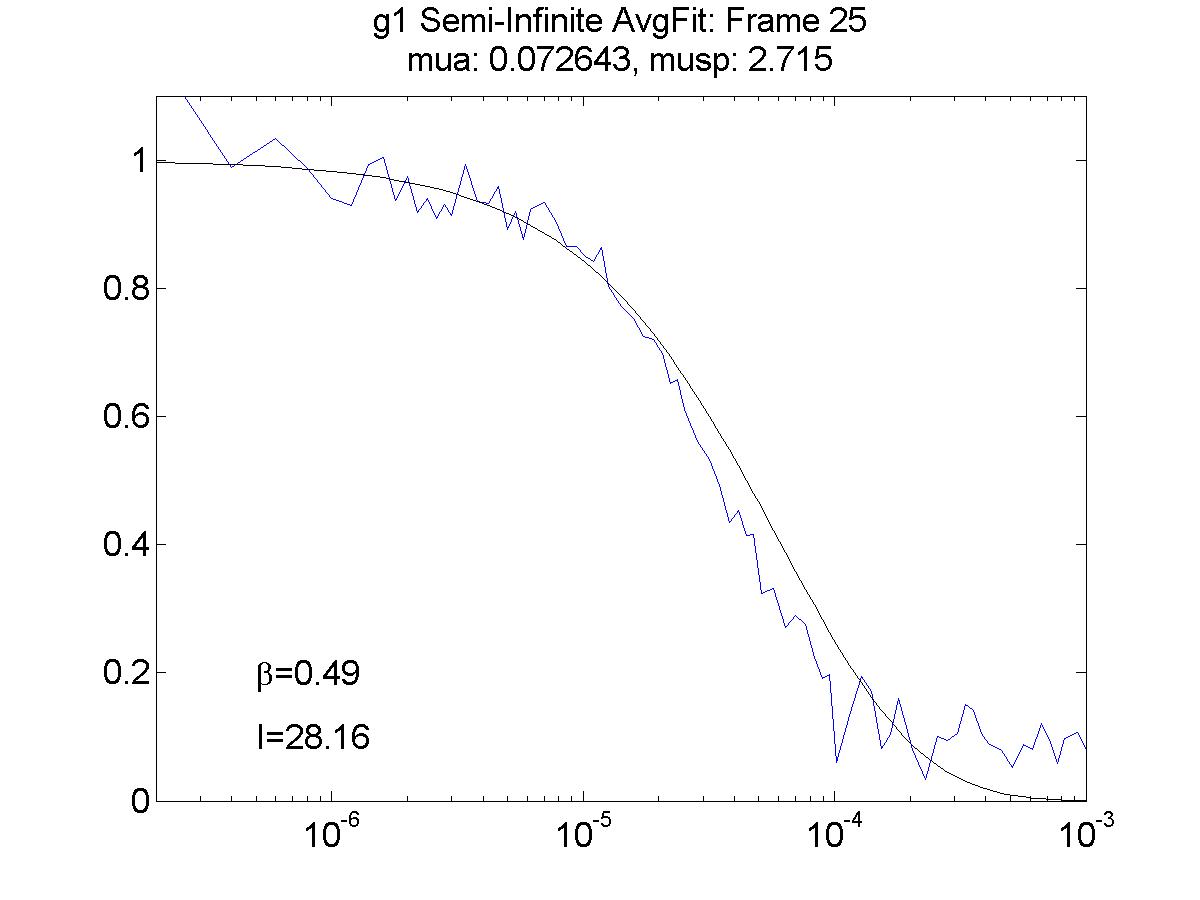 g1 Semi-Infinite AvgFit: Frame 25
mua: 0.072643, musp: 2.715
1
0.8
0.6
0.4
0.2
0
β=0.49
I=28.16
10^-6
10^-5
10^-4
10^-3